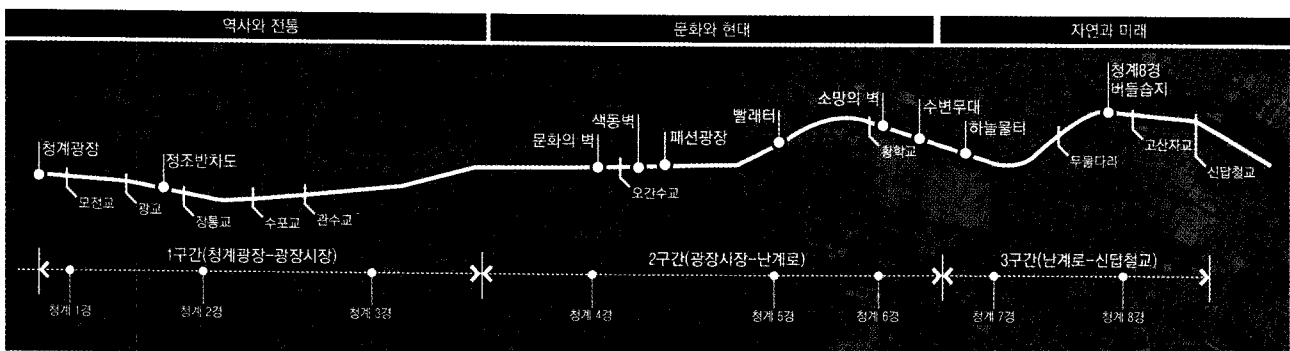 역사와 전통
문화와 현대
자연과 미래
청계광장
모전교
광교
정조반차도
장통교
수포교
관수교
문화의 벽
오간수교
색동벽
패션광장
빨래터
소망의 벽
황학교
수변무대
하늘물터
두물다리
청계8경
버들습지
고산자교
신답철교
1구간(청계광장-광장시장)
2구간(광장시장-난계로)
3구간(난계로-신답철교)
청계 1경
청계 2경
청계 3경
청계 4경
청계 5경
청계 6경
청계 7경
청계 8경